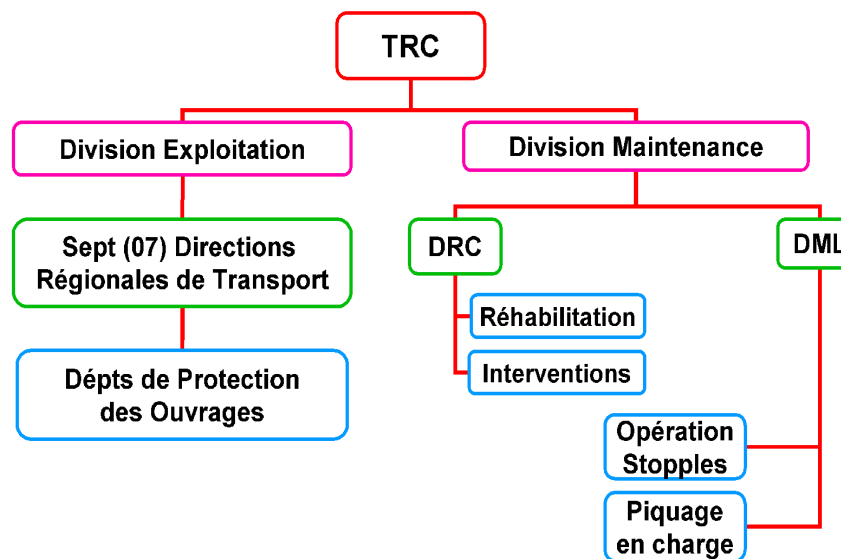 TRC
Division Exploitation
Division Maintenance
Sept (07) Directions
Régionales de Transport
DRC
DML
Réhabilitation
Interventions
Dépts de Protection
des Ouvrages
Opération
Stopples
Piquage
en charge